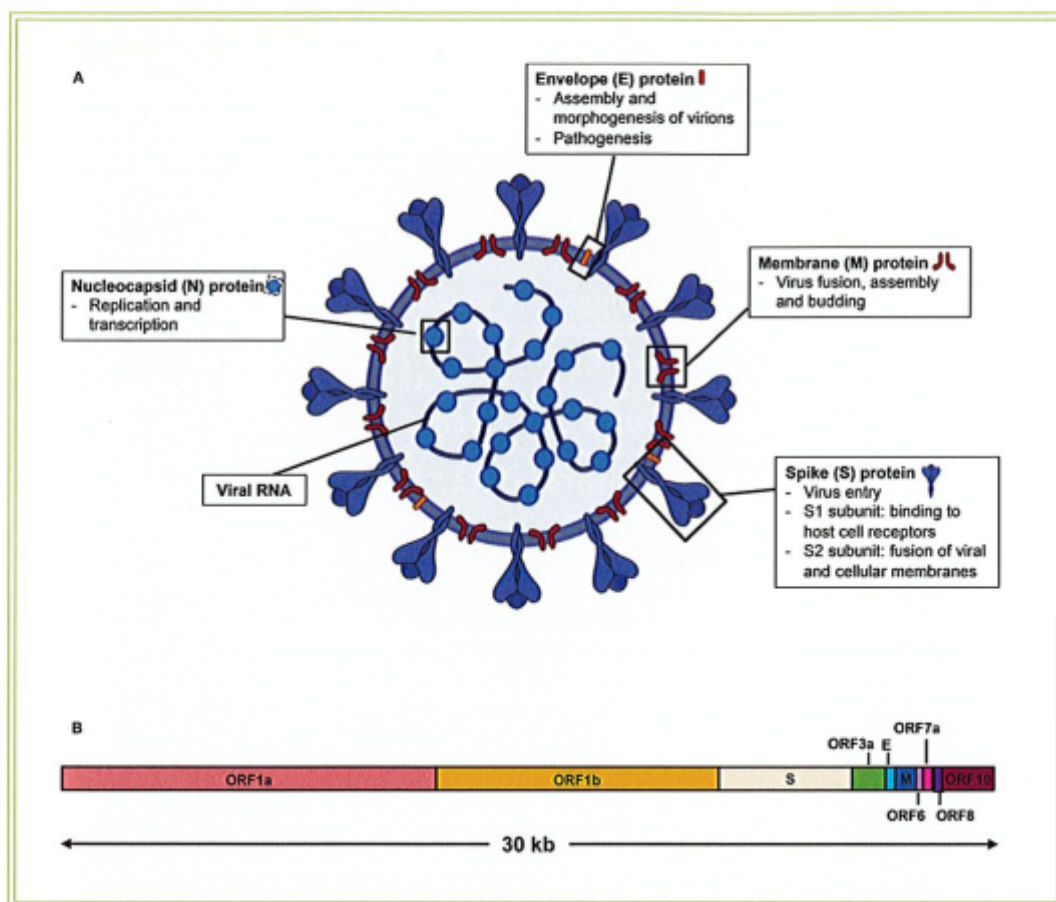 A
Envelope (E) protein
- Assembly and
morphogenesis of virions
- Pathogenesis
Nucleocapsid (N) protein
- Replication and
transcription
Membrane (M) protein
- Virus fusion, assembly
and budding
Viral RNA
Spike (S) protein
- Virus entry
- S1 subunit: binding to
host cell receptors
- S2 subunit: fusion of viral
and cellular membranes
B
ORF7a
ORF3a E
ORF1a ORF1b S M ORF10
ORF6 ORF8
30 kb